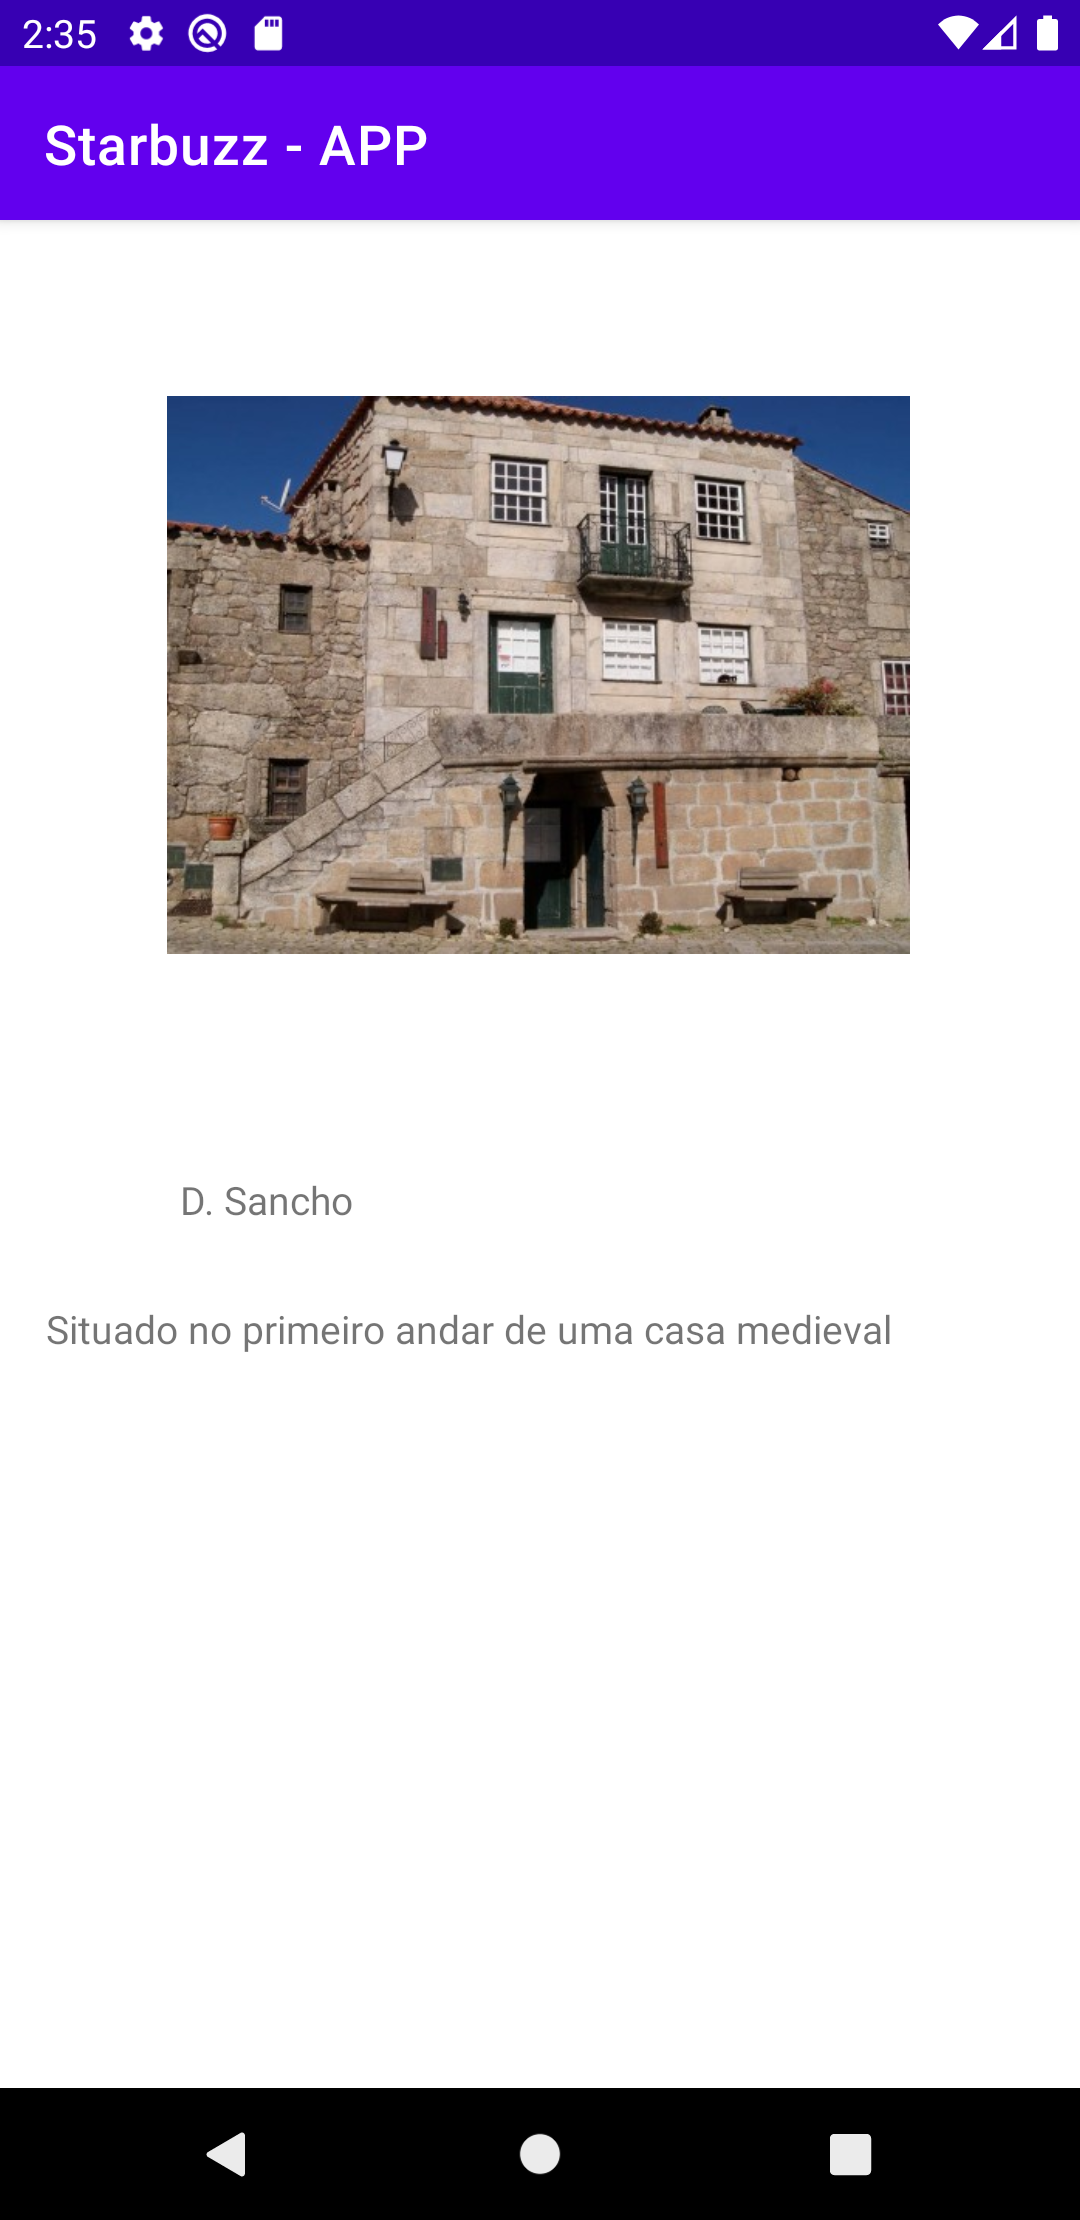 2:35
Starbuzz - APP
D. Sancho
Situado no primeiro andar de uma casa medieval